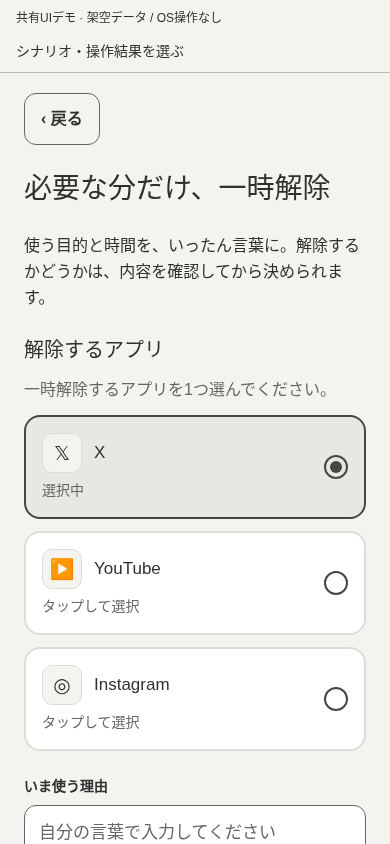 共有UIデモ · 架空データ / OS操作なし
シナリオ・操作結果を選ぶ
‹ 戻る
必要な分だけ、一時解除
使う目的と時間を、いったん言葉に。解除する
かどうかは、内容を確認してから決められま
す。
解除するアプリ
一時解除するアプリを1つ選んでください。
𝕏 X
選択中
YouTube
タップして選択
Instagram
タップして選択
いま使う理由
自分の言葉で入力してください